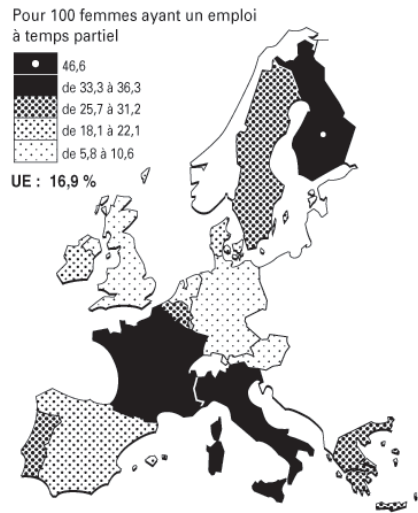 Pour 100 femmes ayant un emploi
à temps partiel
46,6
de 33,3 à 36,3
de 25,7 à 31,2
de 18,1 à 22,1
de 5,8 à 10,6
UE : 16,9 %